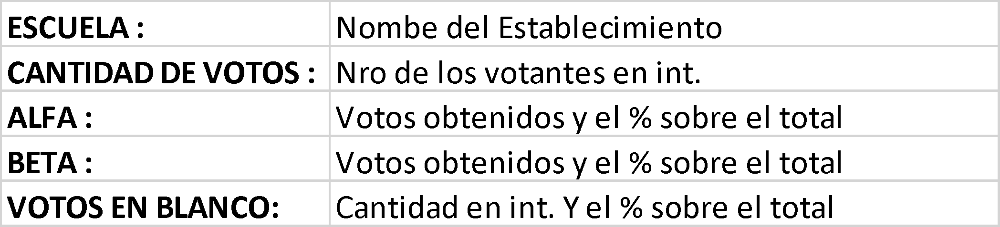 ESCUELA : Nombe del Establecimiento
CANTIDAD DE VOTOS : Nro de los votantes en int.
ALFA : Votos obtenidos y el % sobre el total
BETA : Votos obtenidos y el % sobre el total
VOTOS EN BLANCO: Cantidad en int. Y el % sobre el total